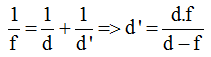 1/f = 1/d + 1/d' => d' = d.f/(d−f)